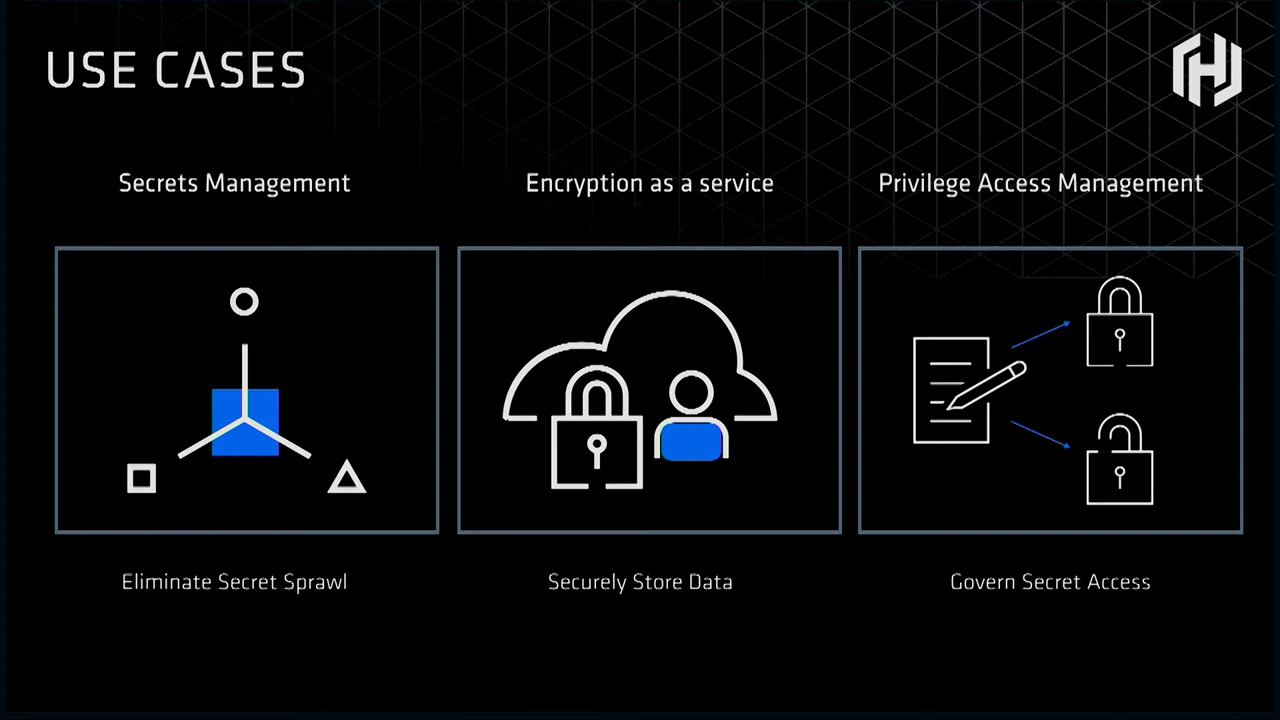 USE CASES
Secrets Management
Encryption as a service
Privilege Access Management
Eliminate Secret Sprawl
Securely Store Data
Govern Secret Access